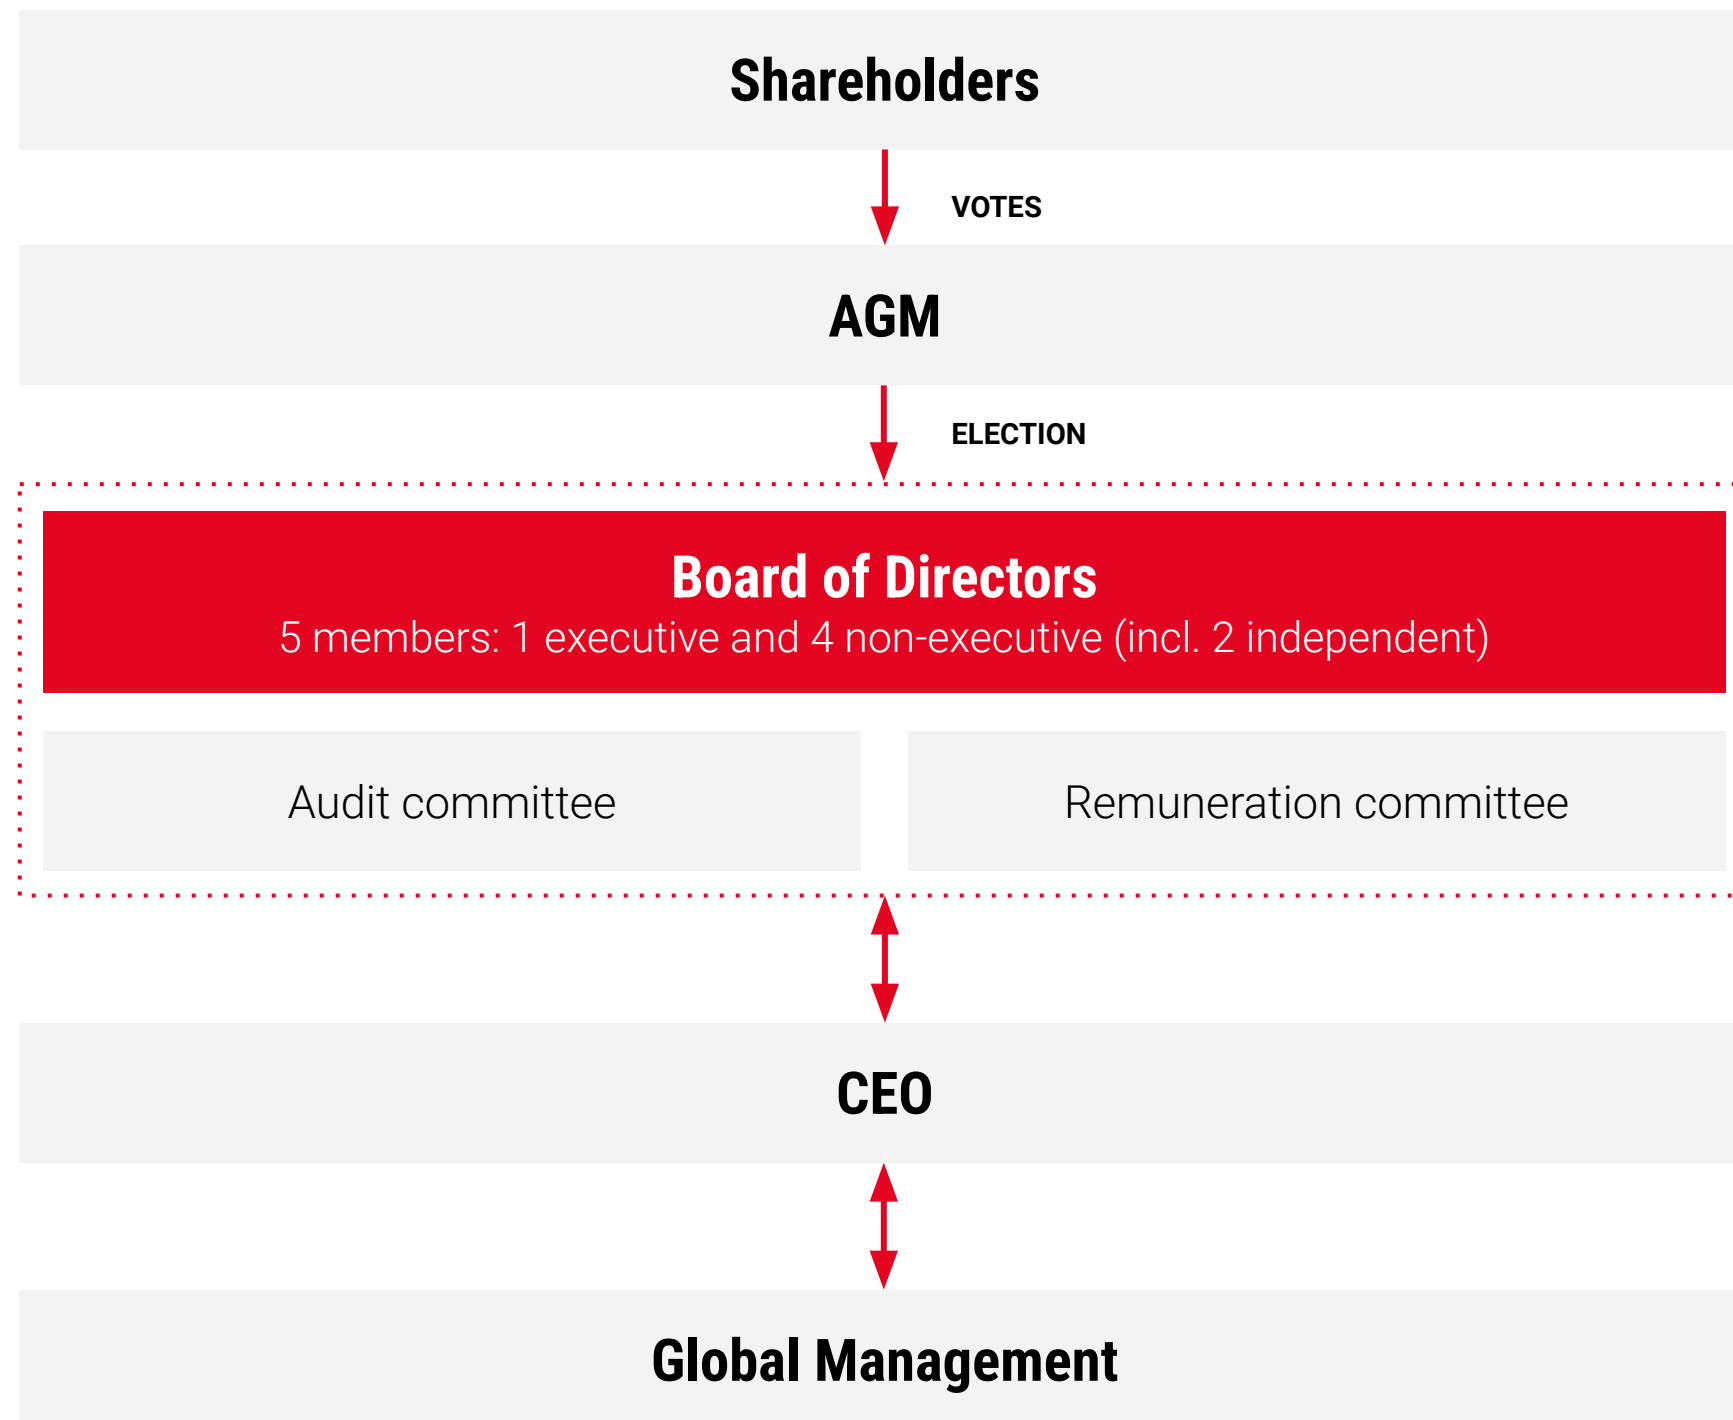 Shareholders
VOTES
AGM
ELECTION
Board of Directors
5 members: 1 executive and 4 non-executive (incl. 2 independent)
Audit committee
Remuneration committee
CEO
Global Management